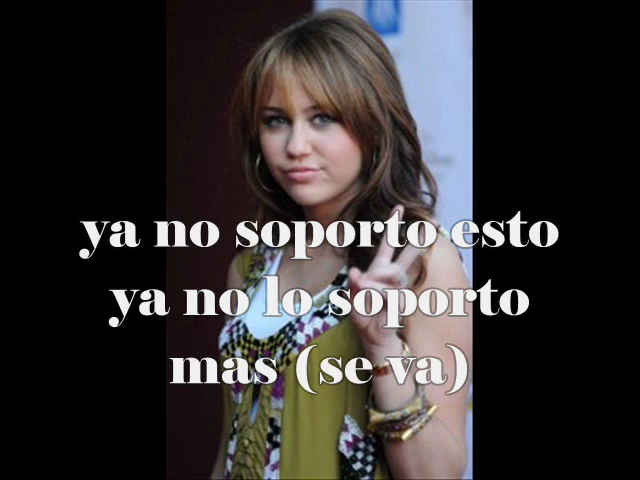 ya no soporto esto
ya no lo soporto
mas (se va)